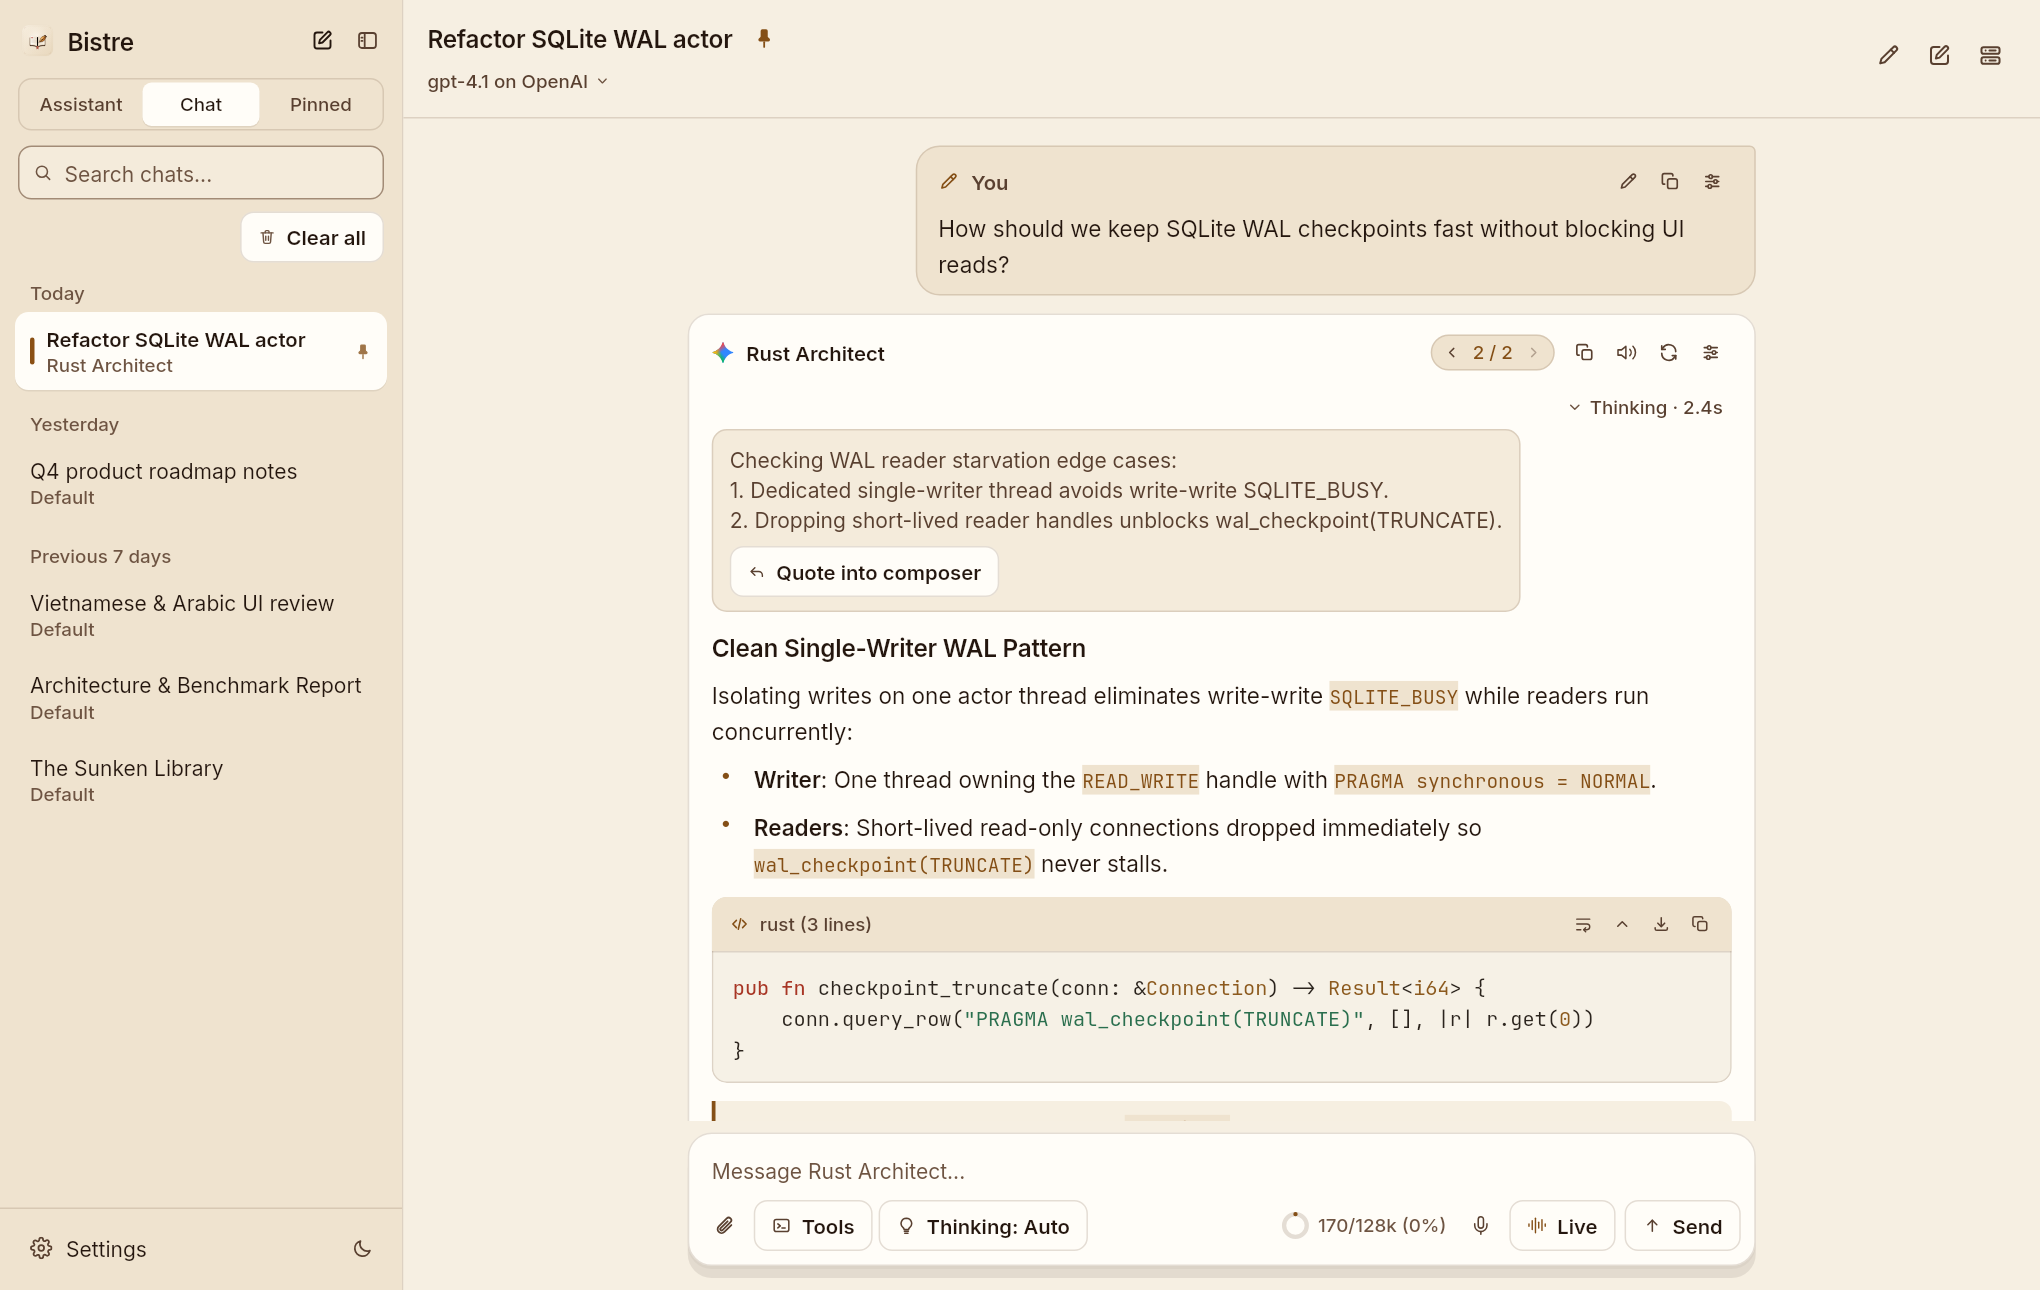 Bistre
Assistant
Chat
Pinned
Search chats...
Clear all
Today
Refactor SQLite WAL actor
Rust Architect
Yesterday
Q4 product roadmap notes
Default
Previous 7 days
Vietnamese & Arabic UI review
Default
Architecture & Benchmark Report
Default
The Sunken Library
Default
Settings
Refactor SQLite WAL actor
gpt-4.1 on OpenAI
You
How should we keep SQLite WAL checkpoints fast without blocking UI
reads?
Rust Architect
2 / 2
Thinking · 2.4s
Checking WAL reader starvation edge cases:
1. Dedicated single-writer thread avoids write-write SQLITE_BUSY.
2. Dropping short-lived reader handles unblocks wal_checkpoint(TRUNCATE).
Quote into composer
Clean Single-Writer WAL Pattern
Isolating writes on one actor thread eliminates write-write SQLITE_BUSY while readers run
concurrently:
• Writer: One thread owning the READ_WRITE handle with PRAGMA synchronous = NORMAL.
• Readers: Short-lived read-only connections dropped immediately so
wal_checkpoint(TRUNCATE) never stalls.
rust (3 lines)
pub fn checkpoint_truncate(conn: &Connection) -> Result<i64> {
    conn.query_row("PRAGMA wal_checkpoint(TRUNCATE)", [], |r| r.get(0))
}
Message Rust Architect...
Tools
Thinking: Auto
170/128k (0%)
Live
Send